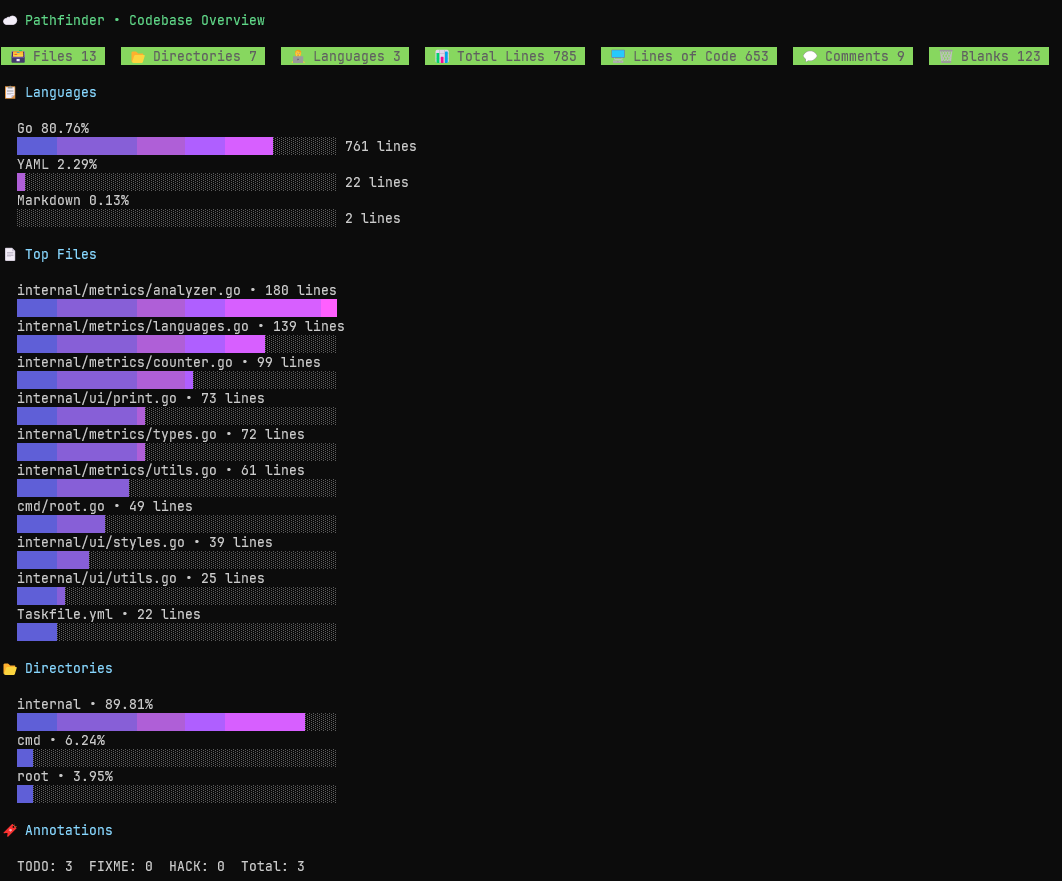 Pathfinder • Codebase Overview
Files 13 Directories 7 Languages 3 Total Lines 785 Lines of Code 653 Comments 9 Blanks 123
Languages
Go 80.76%
761 lines
YAML 2.29%
22 lines
Markdown 0.13%
2 lines
Top Files
internal/metrics/analyzer.go • 180 lines
internal/metrics/languages.go • 139 lines
internal/metrics/counter.go • 99 lines
internal/ui/print.go • 73 lines
internal/metrics/types.go • 72 lines
internal/metrics/utils.go • 61 lines
cmd/root.go • 49 lines
internal/ui/styles.go • 39 lines
internal/ui/utils.go • 25 lines
Taskfile.yml • 22 lines
Directories
internal • 89.81%
cmd • 6.24%
root • 3.95%
Annotations
TODO: 3 FIXME: 0 HACK: 0 Total: 3